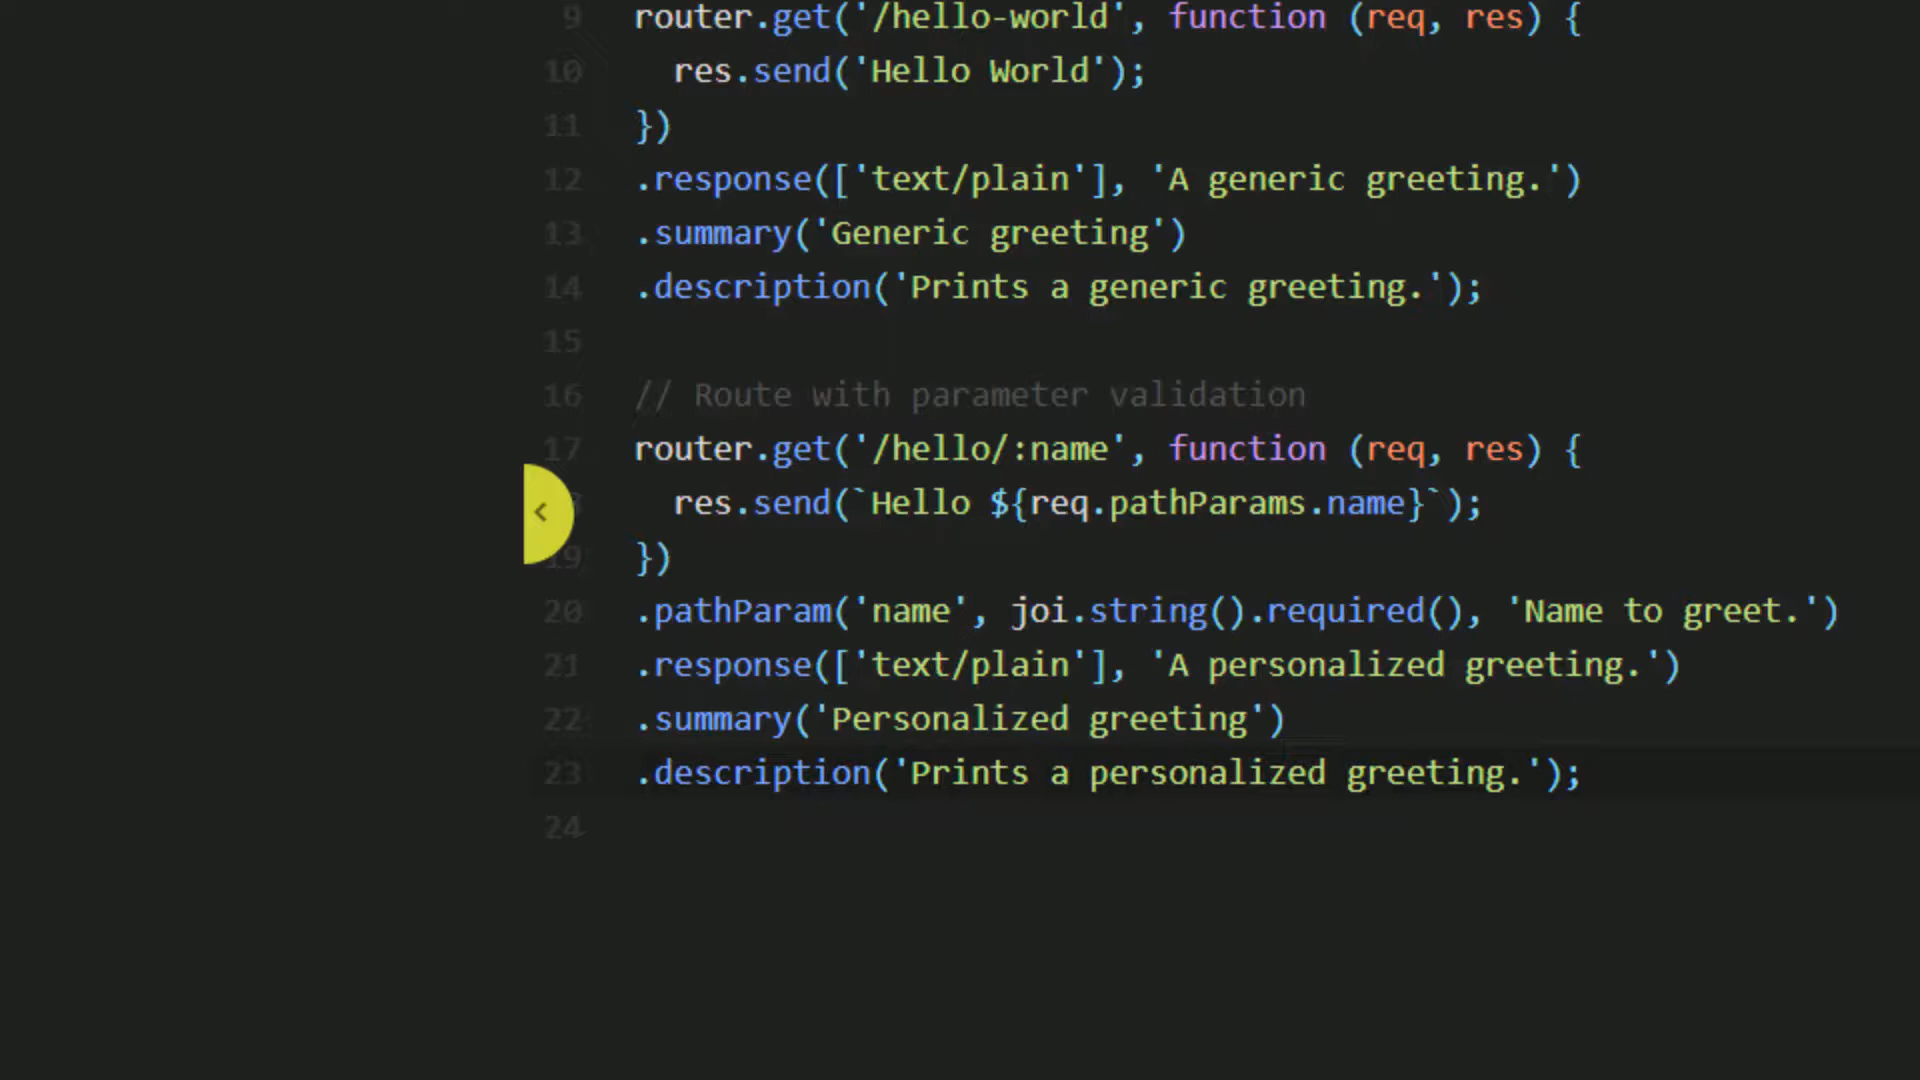 9 router.get('/hello-world', function (req, res) {
10   res.send('Hello World');
11 })
12 .response(['text/plain'], 'A generic greeting.')
13 .summary('Generic greeting')
14 .description('Prints a generic greeting.');
15
16 // Route with parameter validation
17 router.get('/hello/:name', function (req, res) {
8   res.send(`Hello ${req.pathParams.name}`);
19 })
20 .pathParam('name', joi.string().required(), 'Name to greet.')
21 .response(['text/plain'], 'A personalized greeting.')
22 .summary('Personalized greeting')
23 .description('Prints a personalized greeting.');
24